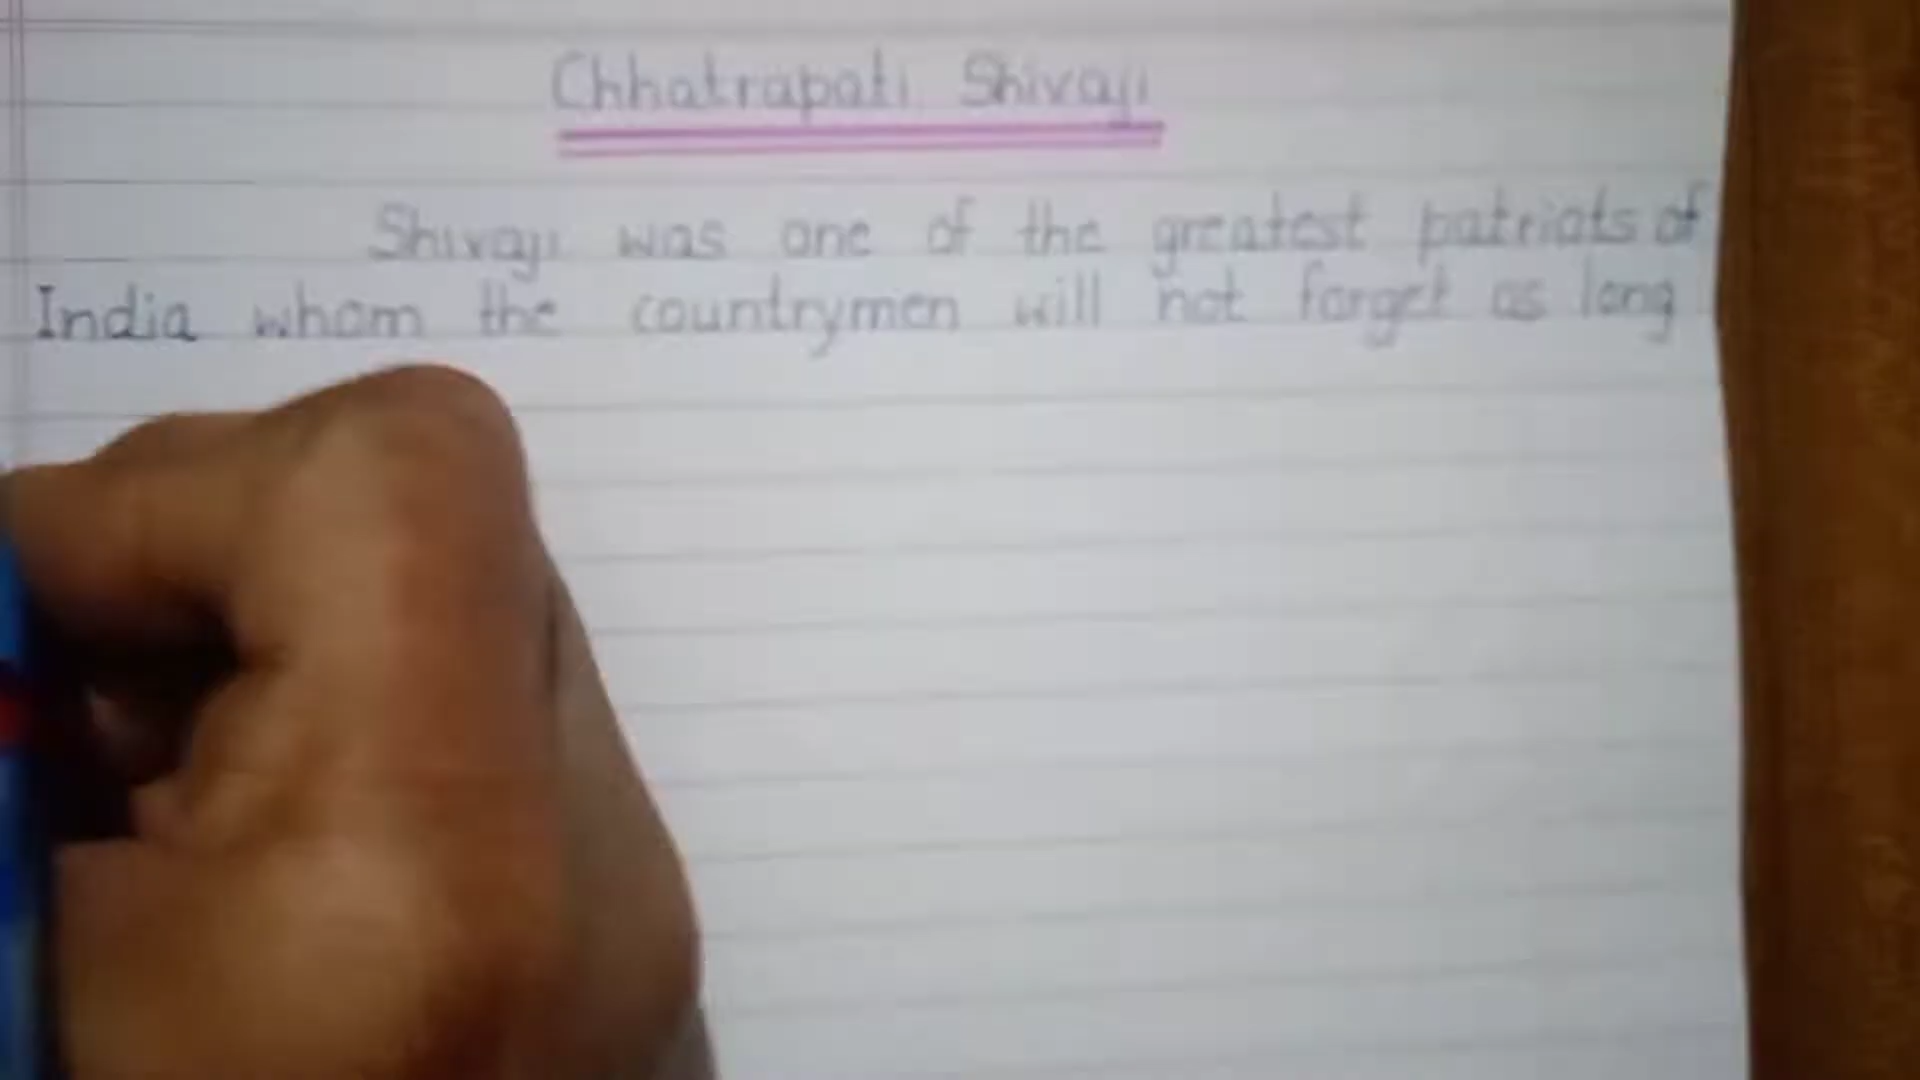 Chhatrapati Shivaji
Shivaji was one of the greatest patriots of
India whom the countrymen will not forget as long